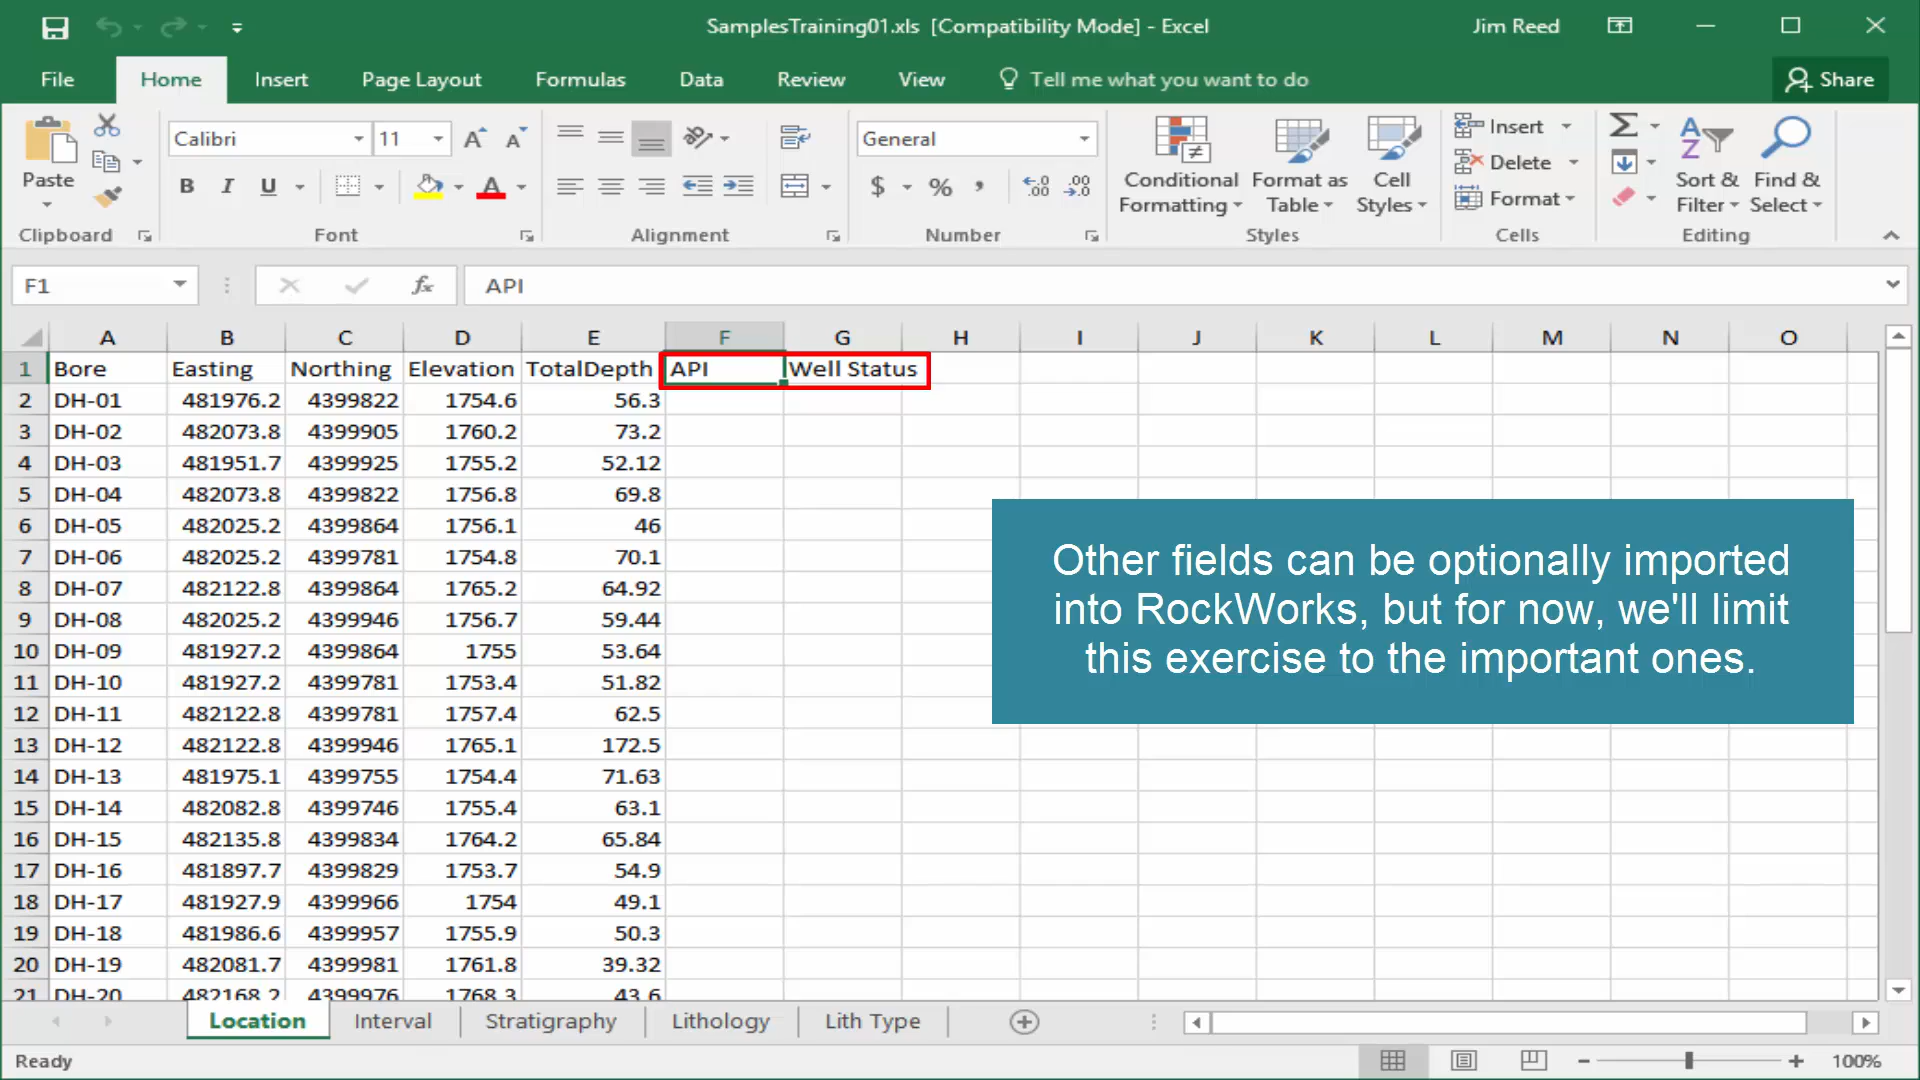 SamplesTraining01.xls [Compatibility Mode] - Excel
Jim Reed
File Home Insert Page Layout Formulas Data Review View Tell me what you want to do Share
Paste
Clipboard
Calibri 11
B I U A
Font
Alignment
General
$ % ,
Number
Conditional Formatting
Format as Table
Cell Styles
Styles
Insert
Delete
Format
Cells
Sort & Filter
Find & Select
Editing
F1 fx API
A B C D E F G H I J K L M N O
1 Bore Easting Northing Elevation TotalDepth API Well Status
2 DH-01 481976.2 4399822 1754.6 56.3
3 DH-02 482073.8 4399905 1760.2 73.2
4 DH-03 481951.7 4399925 1755.2 52.12
5 DH-04 482073.8 4399822 1756.8 69.8
6 DH-05 482025.2 4399864 1756.1 46
7 DH-06 482025.2 4399781 1754.8 70.1
8 DH-07 482122.8 4399864 1765.2 64.92
9 DH-08 482025.2 4399946 1756.7 59.44
10 DH-09 481927.2 4399864 1755 53.64
11 DH-10 481927.2 4399781 1753.4 51.82
12 DH-11 482122.8 4399781 1757.4 62.5
13 DH-12 482122.8 4399946 1765.1 172.5
14 DH-13 481975.1 4399755 1754.4 71.63
15 DH-14 482082.8 4399746 1755.4 63.1
16 DH-15 482135.8 4399834 1764.2 65.84
17 DH-16 481897.7 4399829 1753.7 54.9
18 DH-17 481927.9 4399966 1754 49.1
19 DH-18 481986.6 4399957 1755.9 50.3
20 DH-19 482081.7 4399981 1761.8 39.32
21 DH-20 482168.2 4399976 1768.3 43.6
Other fields can be optionally imported
into RockWorks, but for now, we'll limit
this exercise to the important ones.
Location Interval Stratigraphy Lithology Lith Type
Ready
100%